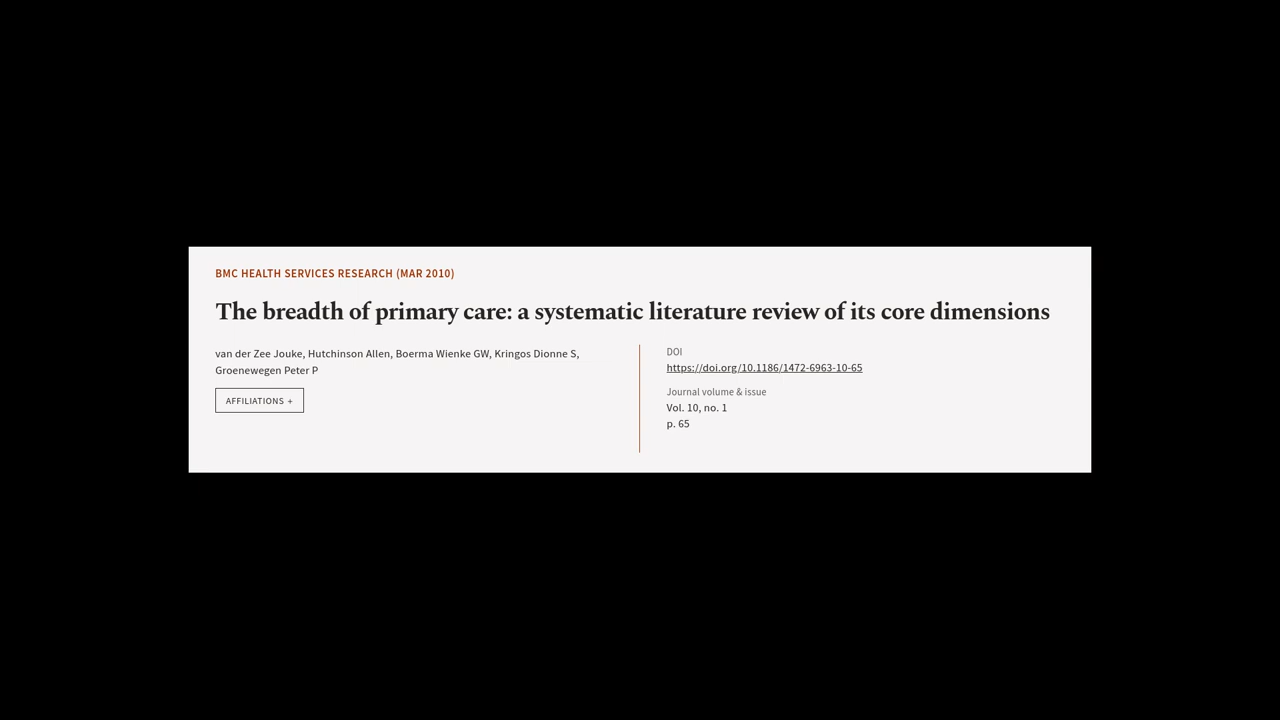 BMC HEALTH SERVICES RESEARCH (MAR 2010)
The breadth of primary care: a systematic literature review of its core dimensions
van der Zee Jouke, Hutchinson Allen, Boerma Wienke GW, Kringos Dionne S,
Groenewegen Peter P
AFFILIATIONS +
DOI
https://doi.org/10.1186/1472-6963-10-65
Journal volume & issue
Vol. 10, no. 1
p. 65